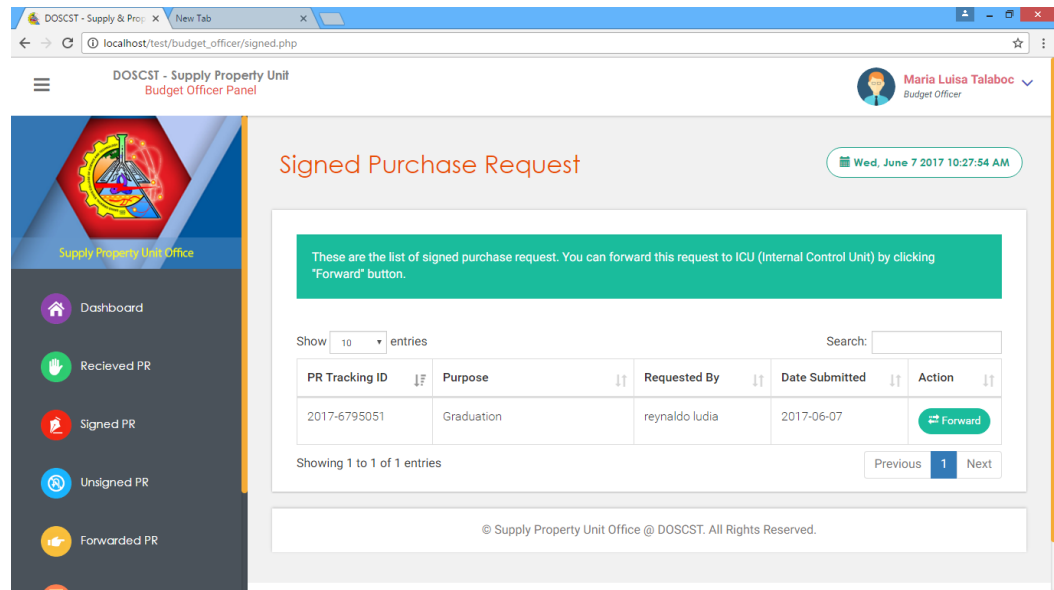 DOSCST - Supply & Prop
New Tab
localhost/test/budget_officer/signed.php
DOSCST - Supply Property Unit
Budget Officer Panel
Maria Luisa Talaboc
Budget Officer
Supply Property Unit Office
Dashboard
Recieved PR
Signed PR
Unsigned PR
Forwarded PR
Signed Purchase Request
Wed, June 7 2017 10:27:54 AM
These are the list of signed purchase request. You can forward this request to ICU (Internal Control Unit) by clicking
"Forward" button.
Show 10 entries
Search:
PR Tracking ID Purpose Requested By Date Submitted Action
2017-6795051 Graduation reynaldo ludia 2017-06-07 Forward
Showing 1 to 1 of 1 entries
Previous 1 Next
© Supply Property Unit Office @ DOSCST. All Rights Reserved.